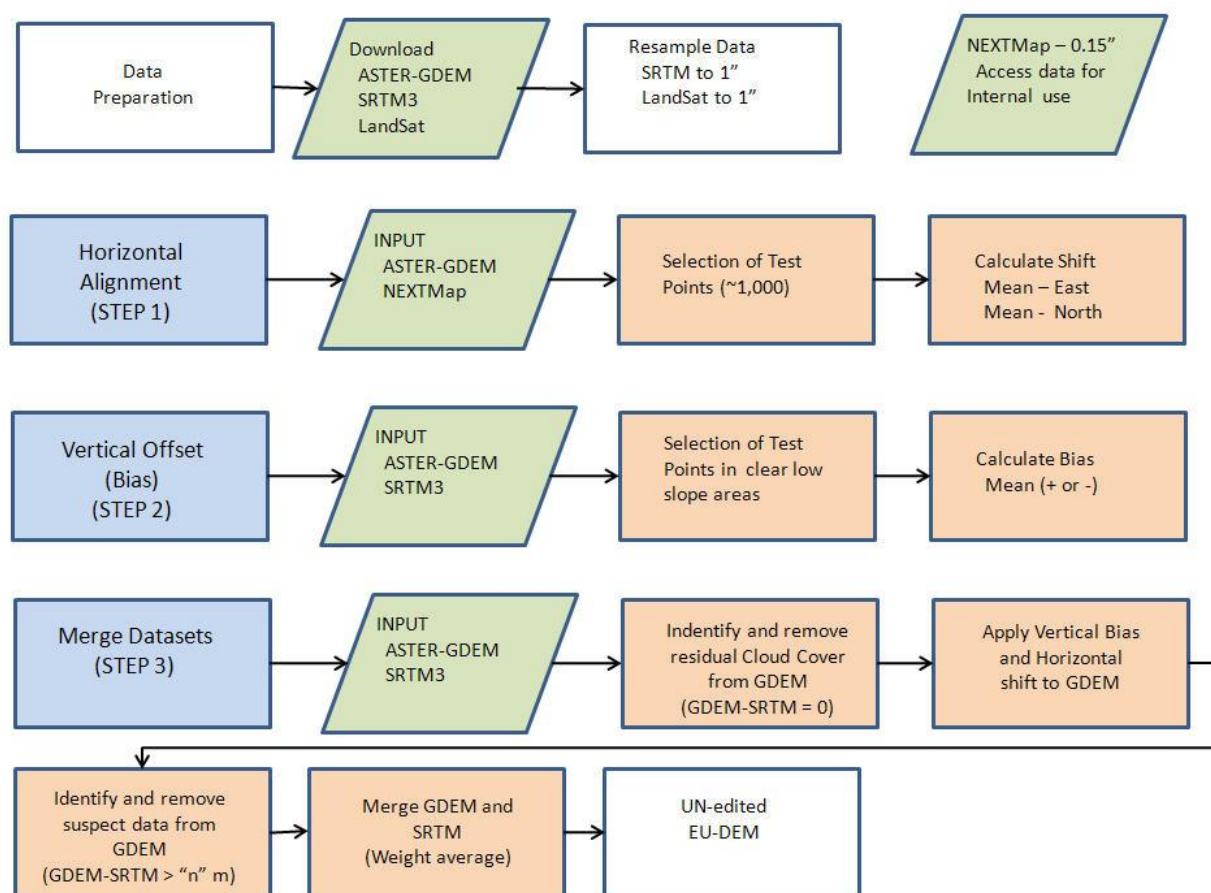 Data
Preparation
Download
ASTER-GDEM
SRTM3
LandSat
Resample Data
SRTM to 1”
LandSat to 1”
NEXTMap – 0.15”
Access data for
Internal use
Horizontal
Alignment
(STEP 1)
INPUT
ASTER-GDEM
NEXTMap
Selection of Test
Points (~1,000)
Calculate Shift
Mean – East
Mean - North
Vertical Offset
(Bias)
(STEP 2)
INPUT
ASTER-GDEM
SRTM3
Selection of Test
Points in clear low
slope areas
Calculate Bias
Mean (+ or -)
Merge Datasets
(STEP 3)
INPUT
ASTER-GDEM
SRTM3
Indentify and remove
residual Cloud Cover
from GDEM
(GDEM-SRTM = 0)
Apply Vertical Bias
and Horizontal
shift to GDEM
Identify and remove
suspect data from
GDEM
(GDEM-SRTM > “n” m)
Merge GDEM and
SRTM
(Weight average)
UN-edited
EU-DEM